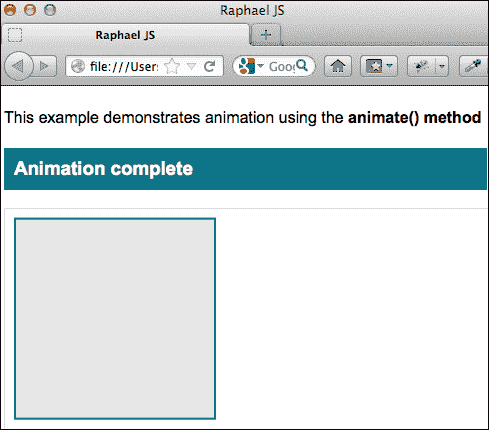 Raphael JS
Raphael JS
file:///User:
Goo
This example demonstrates animation using the animate() method
Animation complete